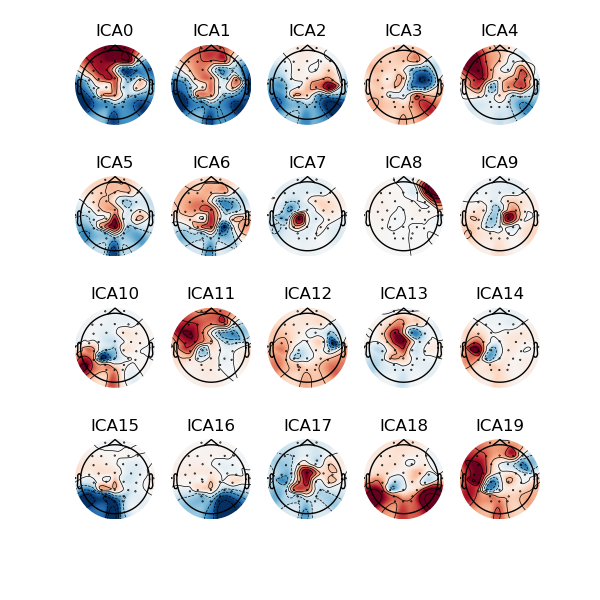 ICA0 ICA1 ICA2 ICA3 ICA4
ICA5 ICA6 ICA7 ICA8 ICA9
ICA10 ICA11 ICA12 ICA13 ICA14
ICA15 ICA16 ICA17 ICA18 ICA19